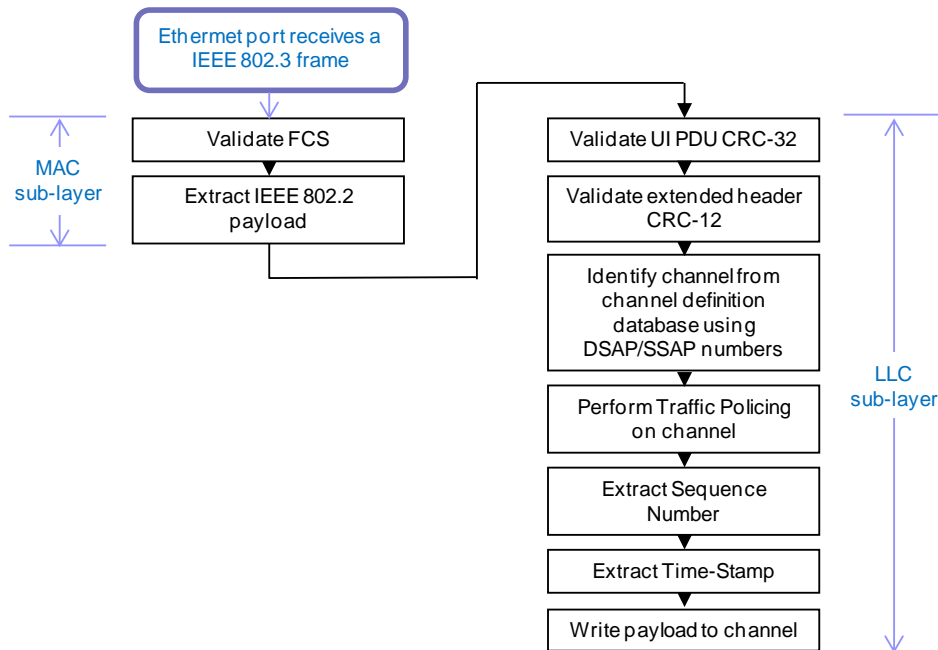 Ethermet port receives a
IEEE 802.3 frame
Validate FCS
MAC
sub-layer
Extract IEEE 802.2
payload
Validate UI PDU CRC-32
Validate extended header
CRC-12
Identify channel from
channel definition
database using
DSAP/SSAP numbers
Perform Traffic Policing
on channel
Extract Sequence
Number
Extract Time-Stamp
Write payload to channel
LLC
sub-layer